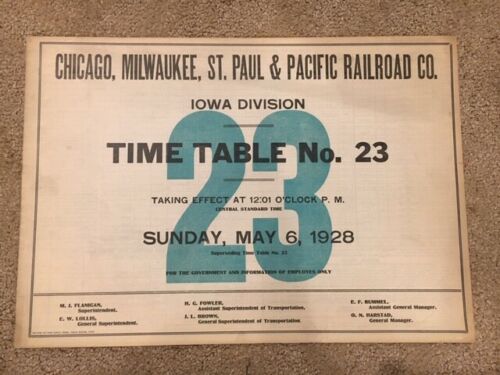 CHICAGO, MILWAUKEE, ST. PAUL & PACIFIC RAILROAD CO.
IOWA DIVISION
23
TIME TABLE No. 23
TAKING EFFECT AT 12:01 O'CLOCK P. M.
CENTRAL STANDARD TIME
SUNDAY, MAY 6, 1928
Superseding Time Table No. 22
FOR THE GOVERNMENT AND INFORMATION OF EMPLOYES ONLY
M. J. FLANIGAN,
Superintendent.
E. W. LOLLIS,
General Superintendent.
H. G. FOWLER,
Assistant Superintendent of Transportation.
J. L. BROWN,
General Superintendent of Transportation.
E. F. RUMMEL,
Assistant General Manager.
O. N. HARSTAD,
General Manager.